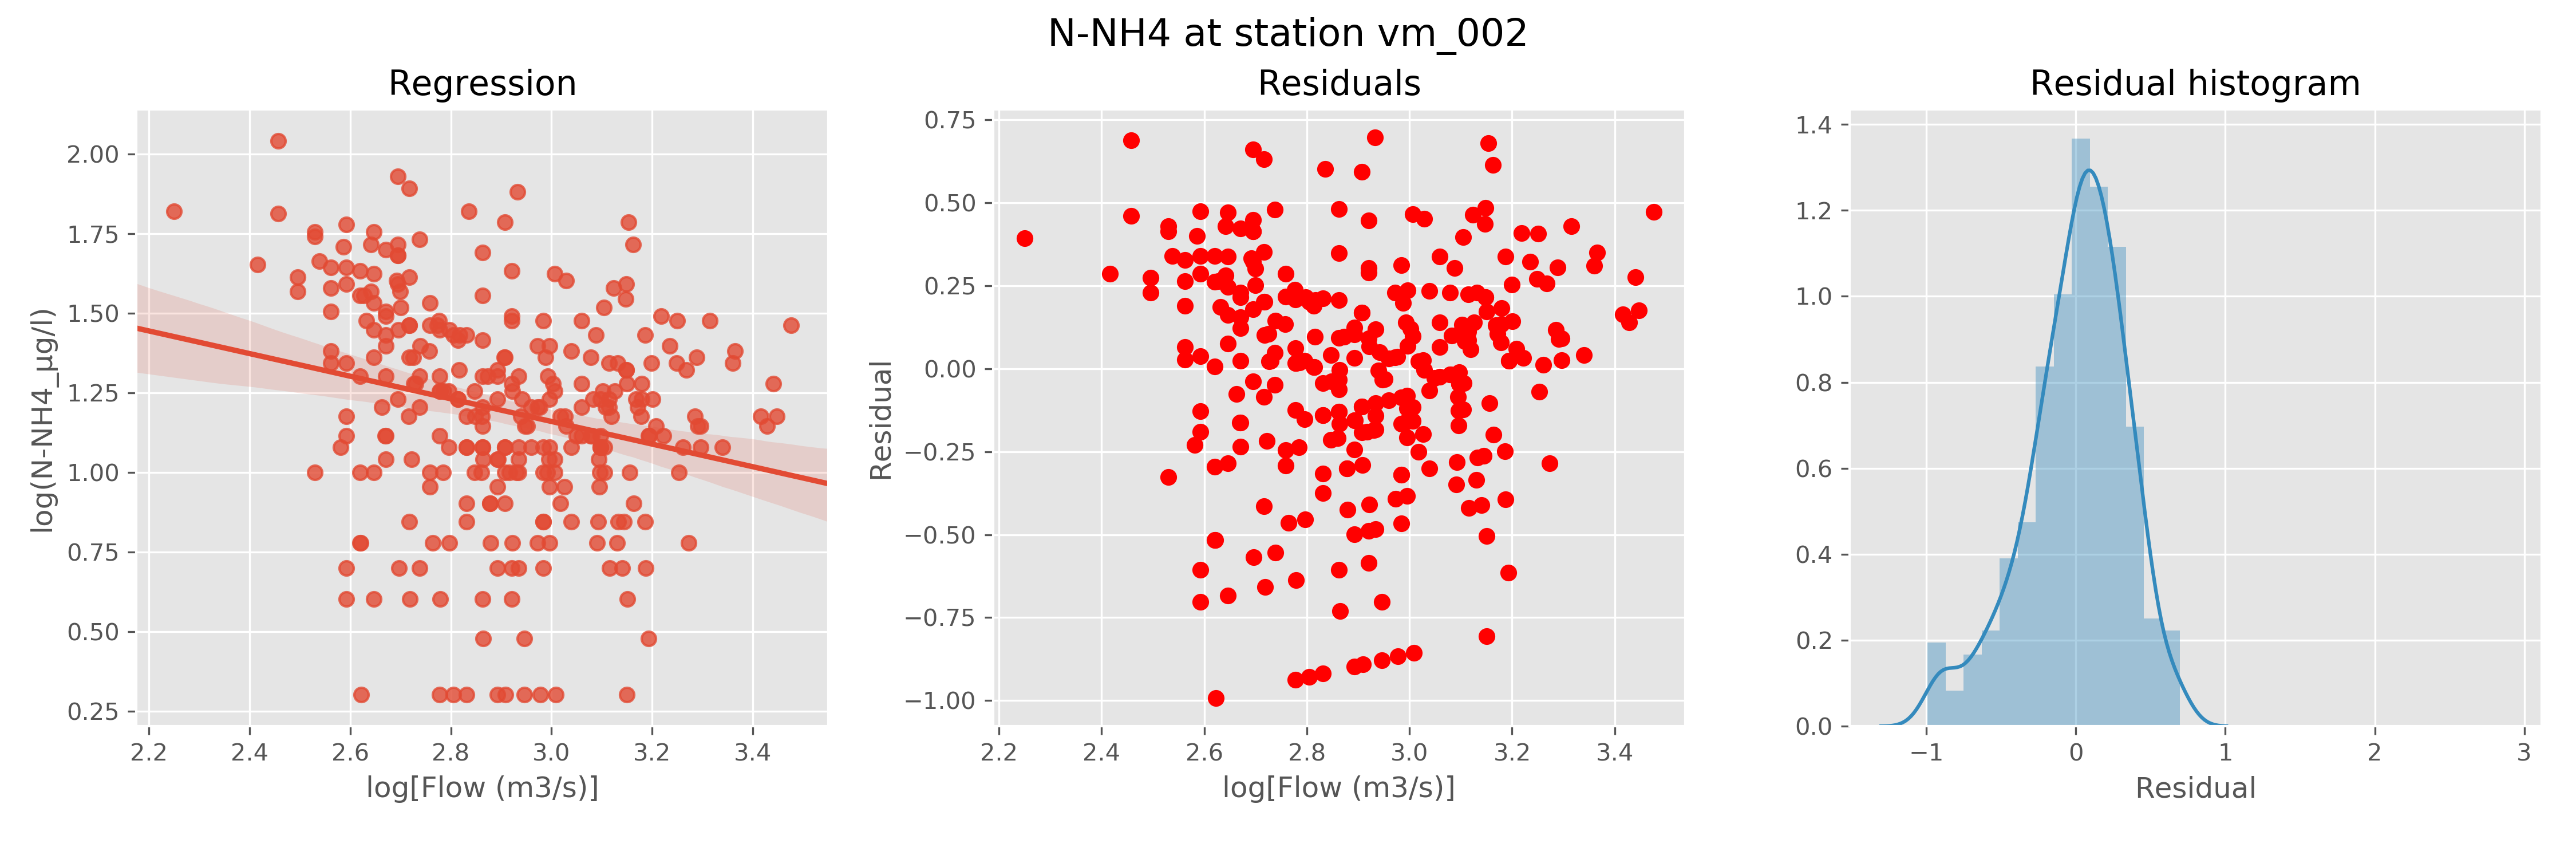 N-NH4 at station vm_002
Regression
log(N-NH4_µg/l)
2.00
1.75
1.50
1.25
1.00
0.75
0.50
0.25
2.2 2.4 2.6 2.8 3.0 3.2 3.4
log[Flow (m3/s)]
Residuals
Residual
0.75
0.50
0.25
0.00
−0.25
−0.50
−0.75
−1.00
2.2 2.4 2.6 2.8 3.0 3.2 3.4
log[Flow (m3/s)]
Residual histogram
1.4
1.2
1.0
0.8
0.6
0.4
0.2
0.0
−1 0 1 2 3
Residual